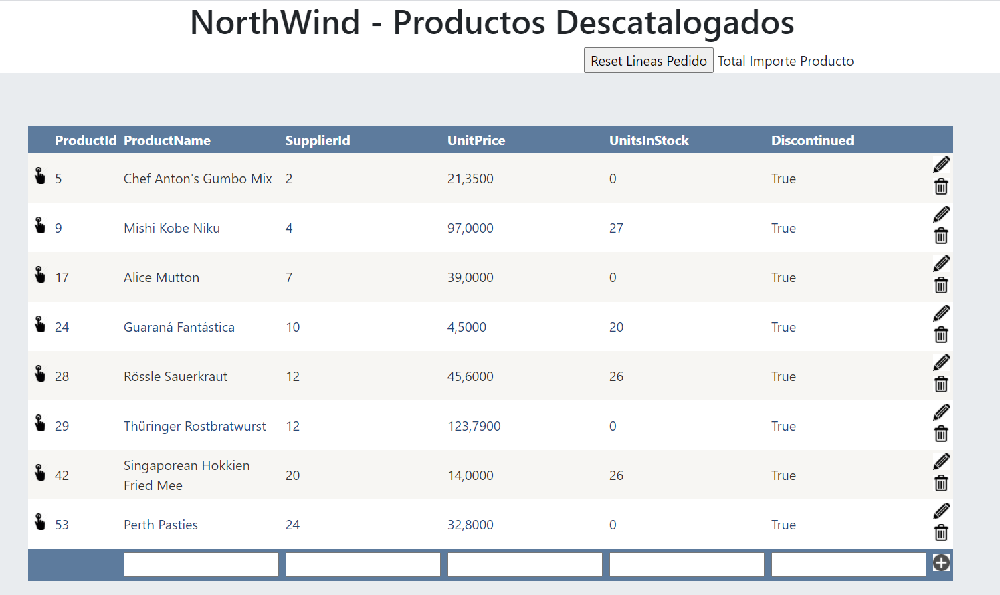 NorthWind - Productos Descatalogados
Reset Lineas Pedido Total Importe Producto
ProductId ProductName SupplierId UnitPrice UnitsInStock Discontinued
5 Chef Anton's Gumbo Mix 2 21,3500 0 True
9 Mishi Kobe Niku 4 97,0000 27 True
17 Alice Mutton 7 39,0000 0 True
24 Guaraná Fantástica 10 4,5000 20 True
28 Rössle Sauerkraut 12 45,6000 26 True
29 Thüringer Rostbratwurst 12 123,7900 0 True
42 Singaporean Hokkien
Fried Mee 20 14,0000 26 True
53 Perth Pasties 24 32,8000 0 True